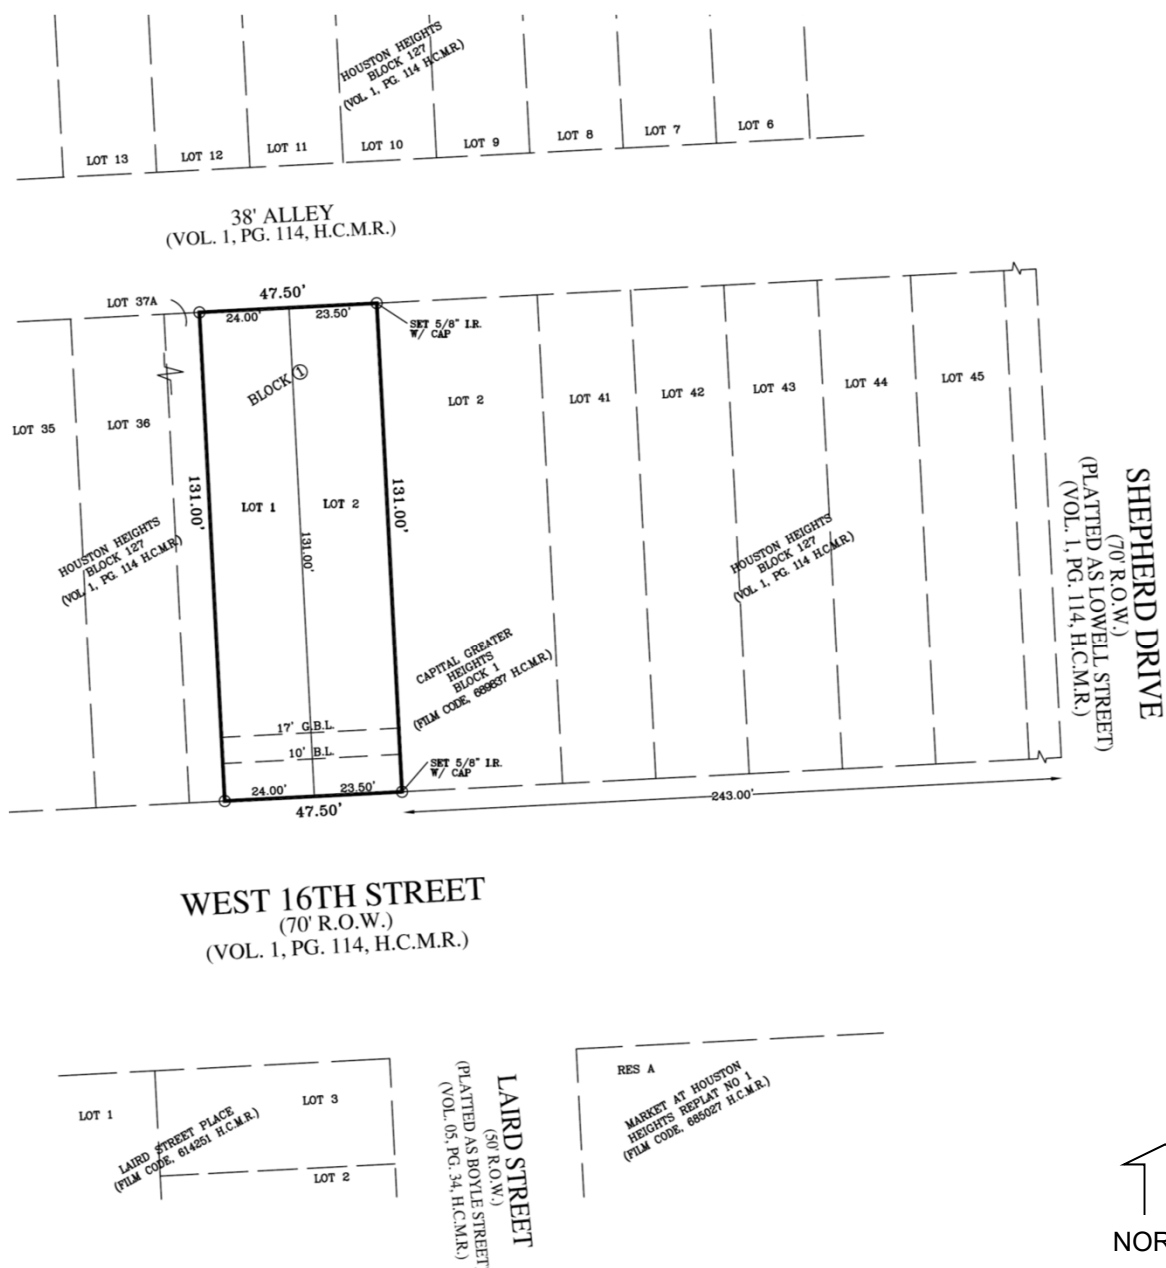 HOUSTON HEIGHTS
BLOCK 127
(VOL. 1, PG. 114 H.C.M.R.)
LOT 13
LOT 12
LOT 11
LOT 10
LOT 9
LOT 8
LOT 7
LOT 6
38' ALLEY
(VOL. 1, PG. 114, H.C.M.R.)
LOT 37A
47.50'
24.00'
23.50'
SET 5/8" I.R.
W/ CAP
BLOCK 1
LOT 35
LOT 36
LOT 2
LOT 41
LOT 42
LOT 43
LOT 44
LOT 45
131.00'
LOT 1
LOT 2
131.00'
131.00'
HOUSTON HEIGHTS
BLOCK 127
(VOL. 1, PG. 114 H.C.M.R.)
HOUSTON HEIGHTS
BLOCK 127
(VOL. 1, PG. 114 H.C.M.R.)
SHEPHERD DRIVE
(70' R.O.W.)
(PLATTED AS LOWELL STREET)
(VOL. 1, PG. 114, H.C.M.R.)
CAPITAL GREATER
HEIGHTS
BLOCK 1
(FILM CODE, 689837 H.C.M.R.)
17' G.B.L.
10' B.L.
SET 5/8" I.R.
W/ CAP
24.00'
23.50'
47.50'
243.00'
WEST 16TH STREET
(70' R.O.W.)
(VOL. 1, PG. 114, H.C.M.R.)
LOT 1
LOT 3
LAIRD STREET PLACE
(FILM CODE, 614251 H.C.M.R.)
LOT 2
LAIRD STREET
(50' R.O.W.)
(PLATTED AS BOYLE STREET
(VOL. 05, PG. 34, H.C.M.R.)
RES A
MARKET AT HOUSTON
HEIGHTS REPLAT NO 1
(FILM CODE, 685027 H.C.M.R.)
NOR